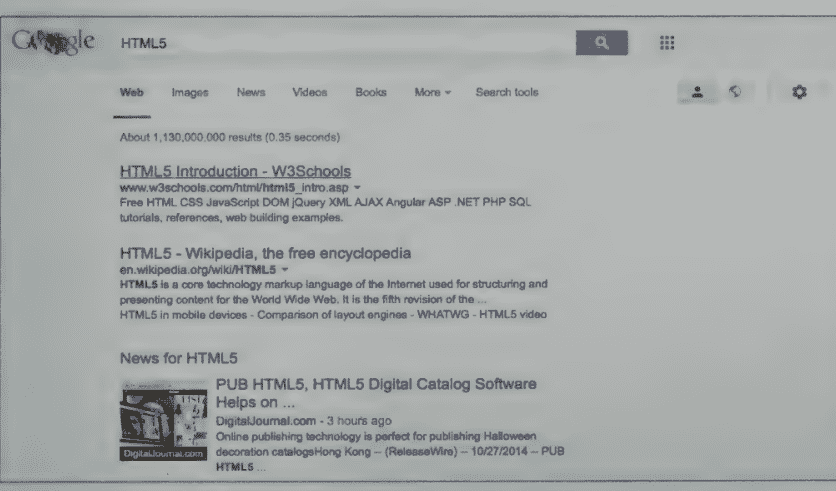 Google
HTML5
Web Images News Videos Books More Search tools
About 1,130,000,000 results (0.35 seconds)
HTML5 Introduction - W3Schools
www.w3schools.com/html/html5_intro.asp
Free HTML CSS JavaScript DOM jQuery XML AJAX Angular ASP .NET PHP SQL
tutorials, references, web building examples.
HTML5 - Wikipedia, the free encyclopedia
en.wikipedia.org/wiki/HTML5
HTML5 is a core technology markup language of the Internet used for structuring and
presenting content for the World Wide Web. It is the fifth revision of the ...
HTML5 in mobile devices - Comparison of layout engines - WHATWG - HTML5 video
News for HTML5
PUB HTML5, HTML5 Digital Catalog Software
Helps on ...
DigitalJournal.com - 3 hours ago
Online publishing technology is perfect for publishing Halloween
decoration catalogsHong Kong -- (ReleaseWire) -- 10/27/2014 -- PUB
HTML5 ...
DigitalJournal.com